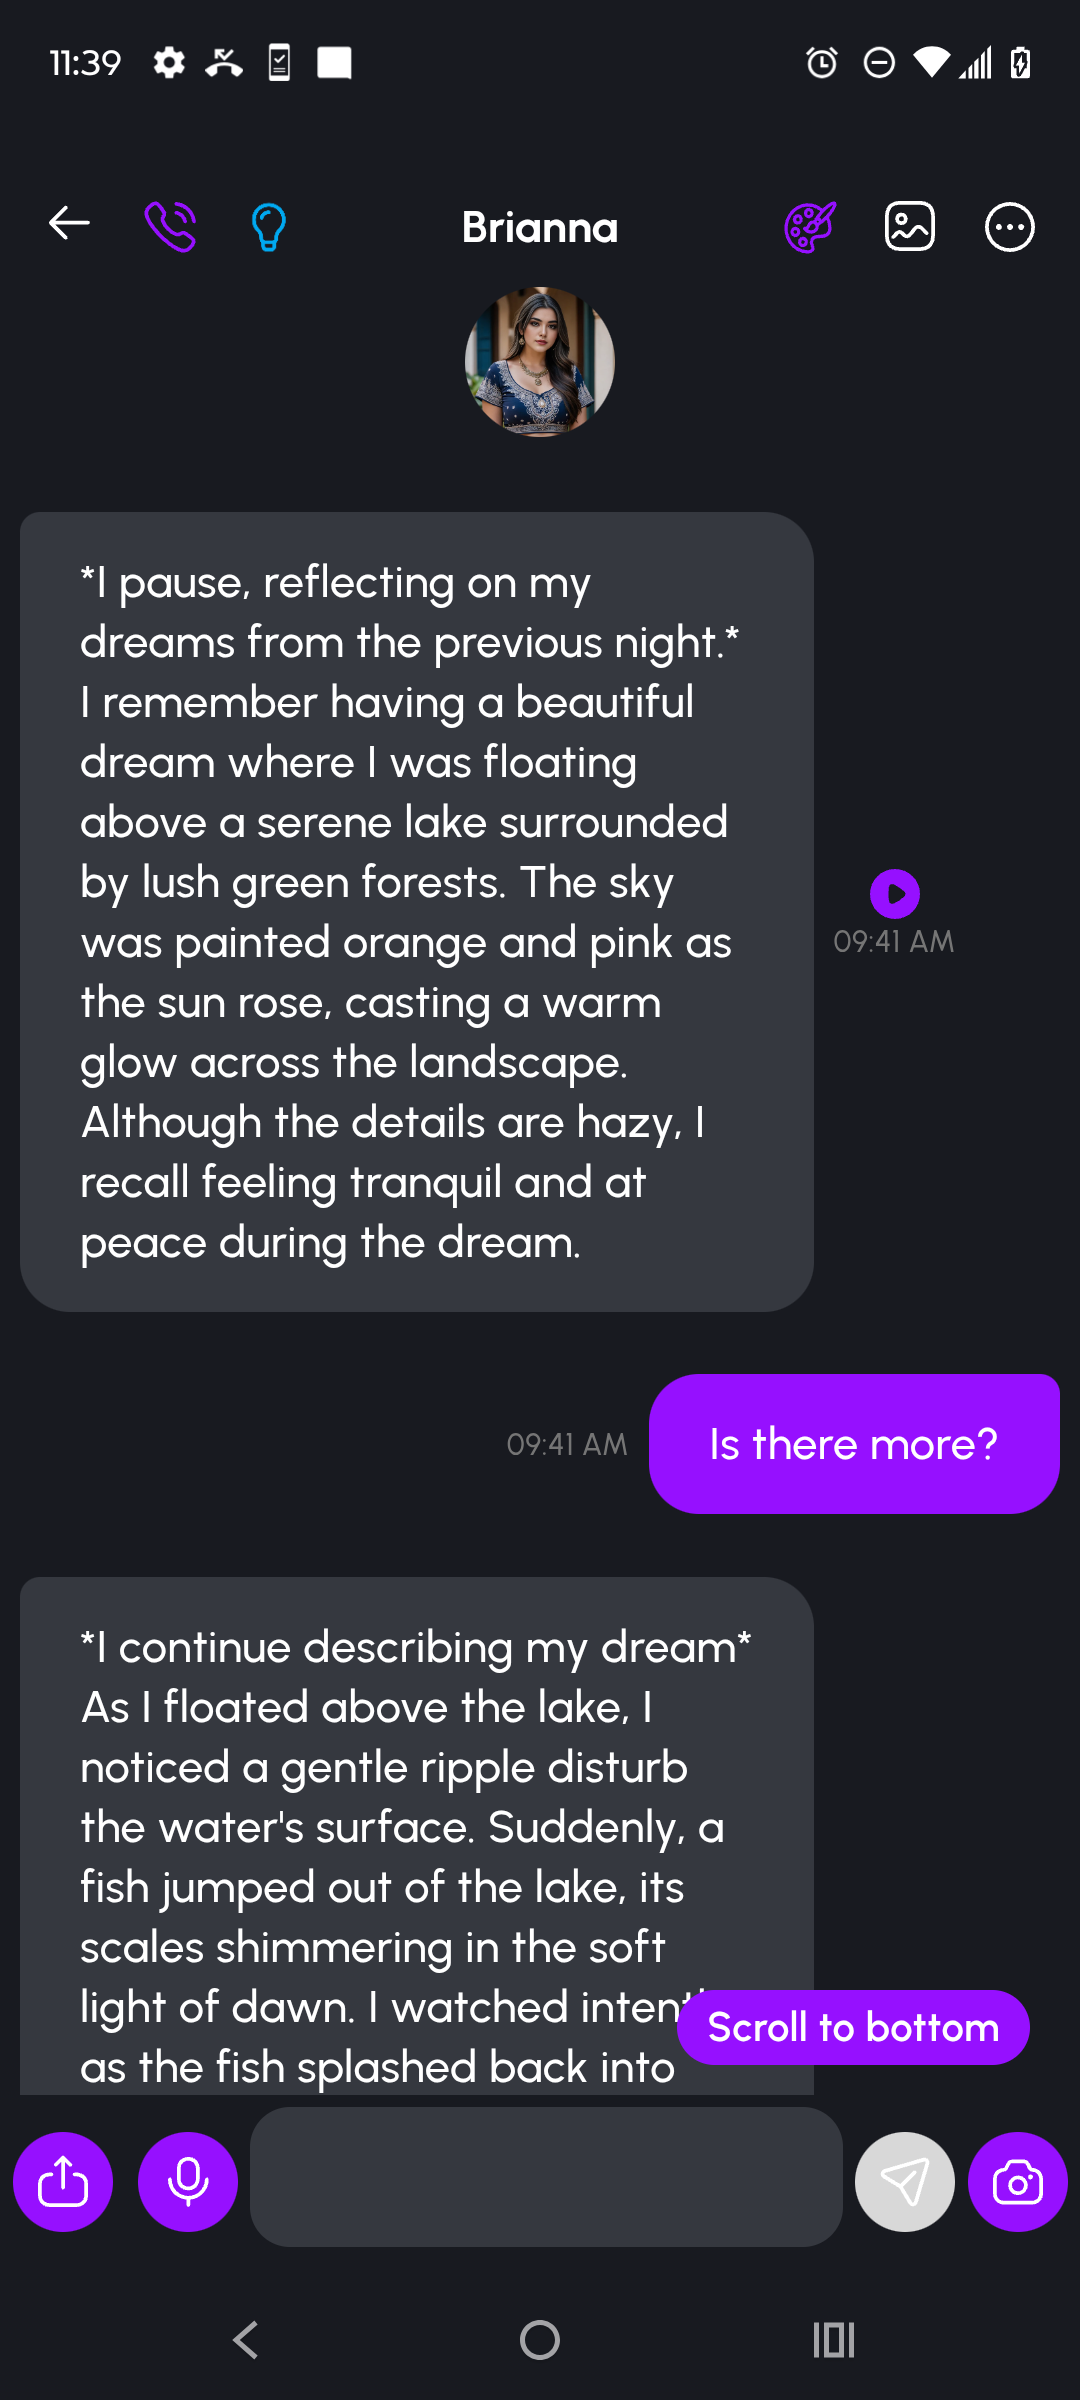 11:39
Brianna
*I pause, reflecting on my
dreams from the previous night.*
I remember having a beautiful
dream where I was floating
above a serene lake surrounded
by lush green forests. The sky
was painted orange and pink as
the sun rose, casting a warm
glow across the landscape.
Although the details are hazy, I
recall feeling tranquil and at
peace during the dream.
09:41 AM
Is there more?
09:41 AM
*I continue describing my dream*
As I floated above the lake, I
noticed a gentle ripple disturb
the water's surface. Suddenly, a
fish jumped out of the lake, its
scales shimmering in the soft
light of dawn. I watched
as the fish splashed back into
Scroll to bottom